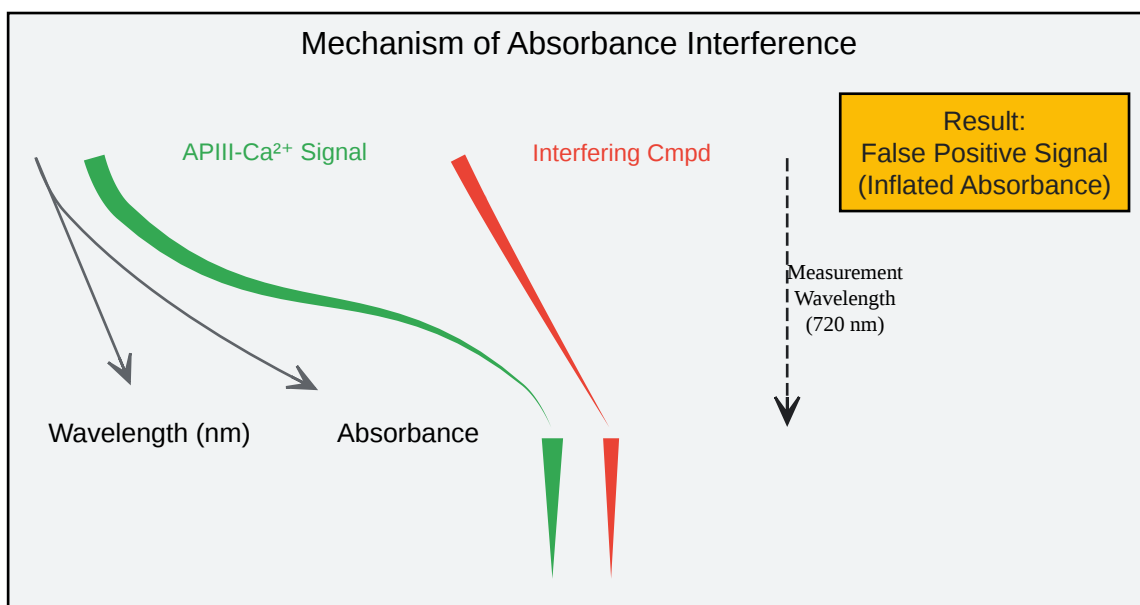 Mechanism of Absorbance Interference
APIII-Ca²⁺ Signal
Interfering Cmpd
Result:
False Positive Signal
(Inflated Absorbance)
Measurement
Wavelength
(720 nm)
Wavelength (nm)
Absorbance